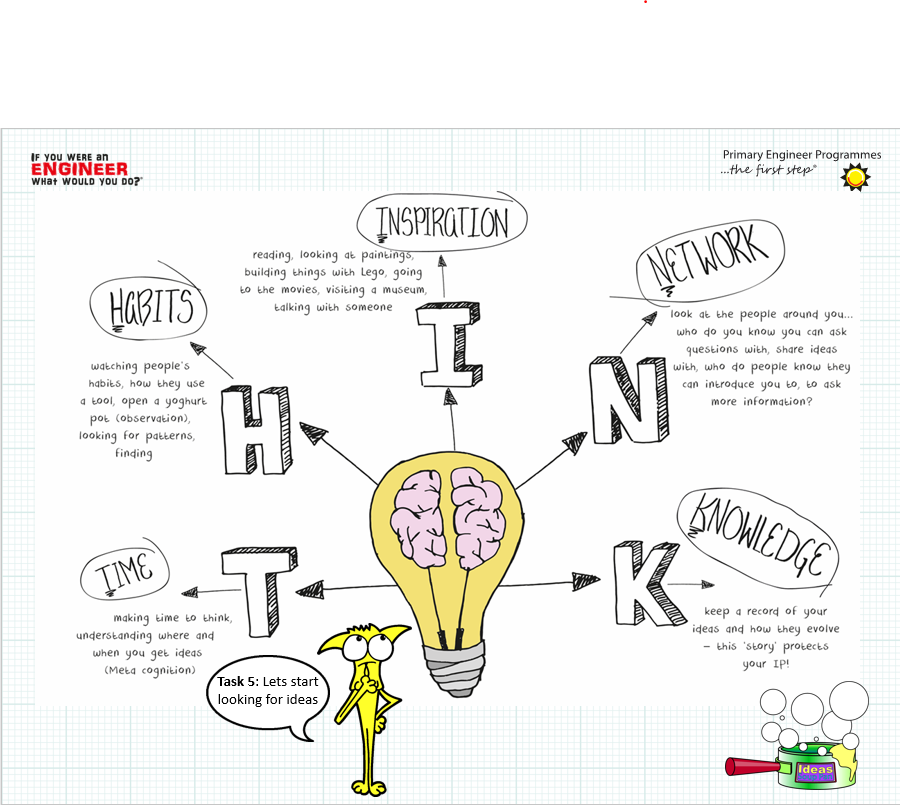 IF YOU WERE AN
ENGINEER
WHAT WOULD YOU DO?®
Primary Engineer Programmes
...the first step®
INSPIRATION
reading, looking at paintings,
building things with Lego, going
to the movies, visiting a museum,
talking with someone
NETWORK
look at the people around you...
who do you know you can ask
questions with, share ideas
with, who do people know they
can introduce you to, to ask
more information?
HABITS
watching people's
habits, how they use
a tool, open a yoghurt
pot (observation),
looking for patterns,
finding
T
H
I
N
K
KNOWLEDGE
keep a record of your
ideas and how they evolve
– this 'story' protects
your IP!
TIME
making time to think,
understanding where and
when you get ideas
(Meta cognition)
Task 5: Lets start
looking for ideas
Ideas